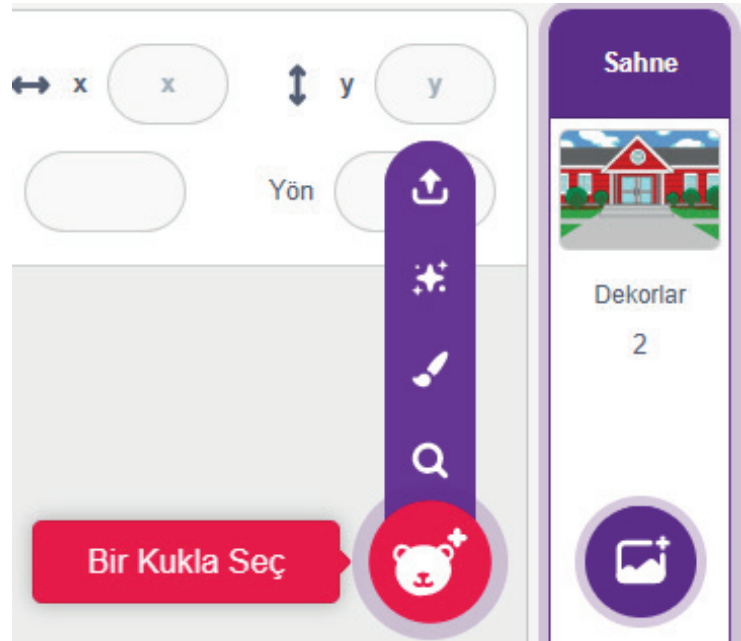 x x y y
Yön
Sahne
Dekorlar
2
Bir Kukla Seç